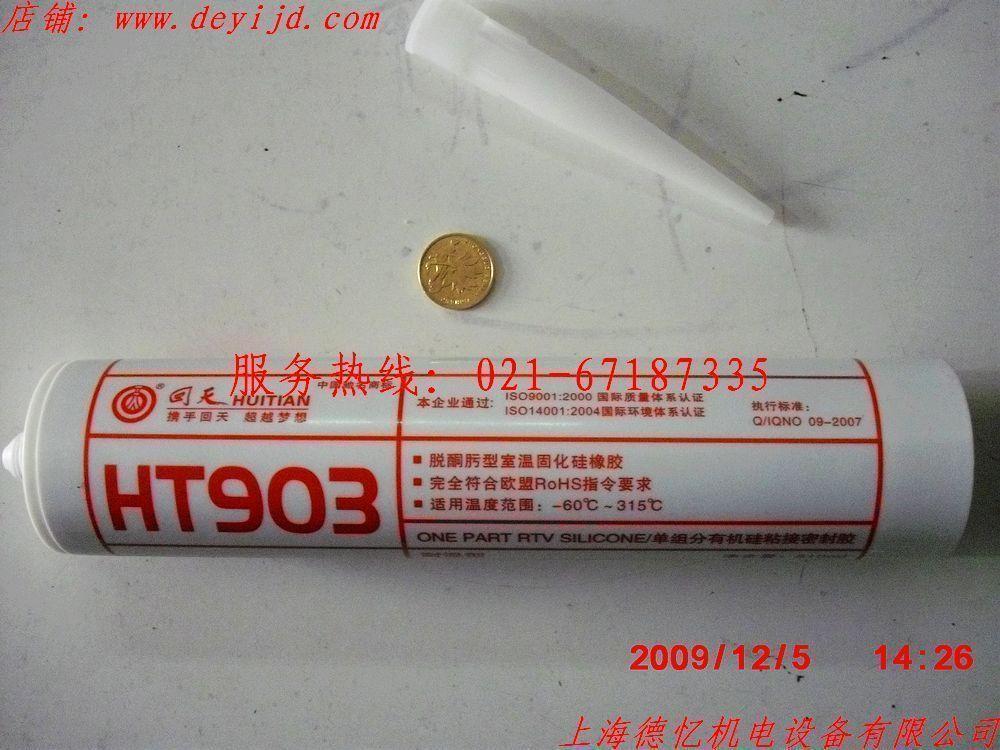 店铺: www.deyijd.com
服务热线: 021-67187335
中国驰名商标
® 回天 HUITIAN
携手回天 超越梦想
本企业通过: ISO9001:2000 国际质量体系认证
ISO14001:2004国际环境体系认证
执行标准:
Q/IQNO 09-2007
HT903
■ 脱酮肟型室温固化硅橡胶
■ 完全符合欧盟RoHS指令要求
■ 适用温度范围: -60℃ ~ 315℃
ONE PART RTV SILICONE/单组分有机硅粘接密封胶
2009/12/5 14:26
上海德忆机电设备有限公司